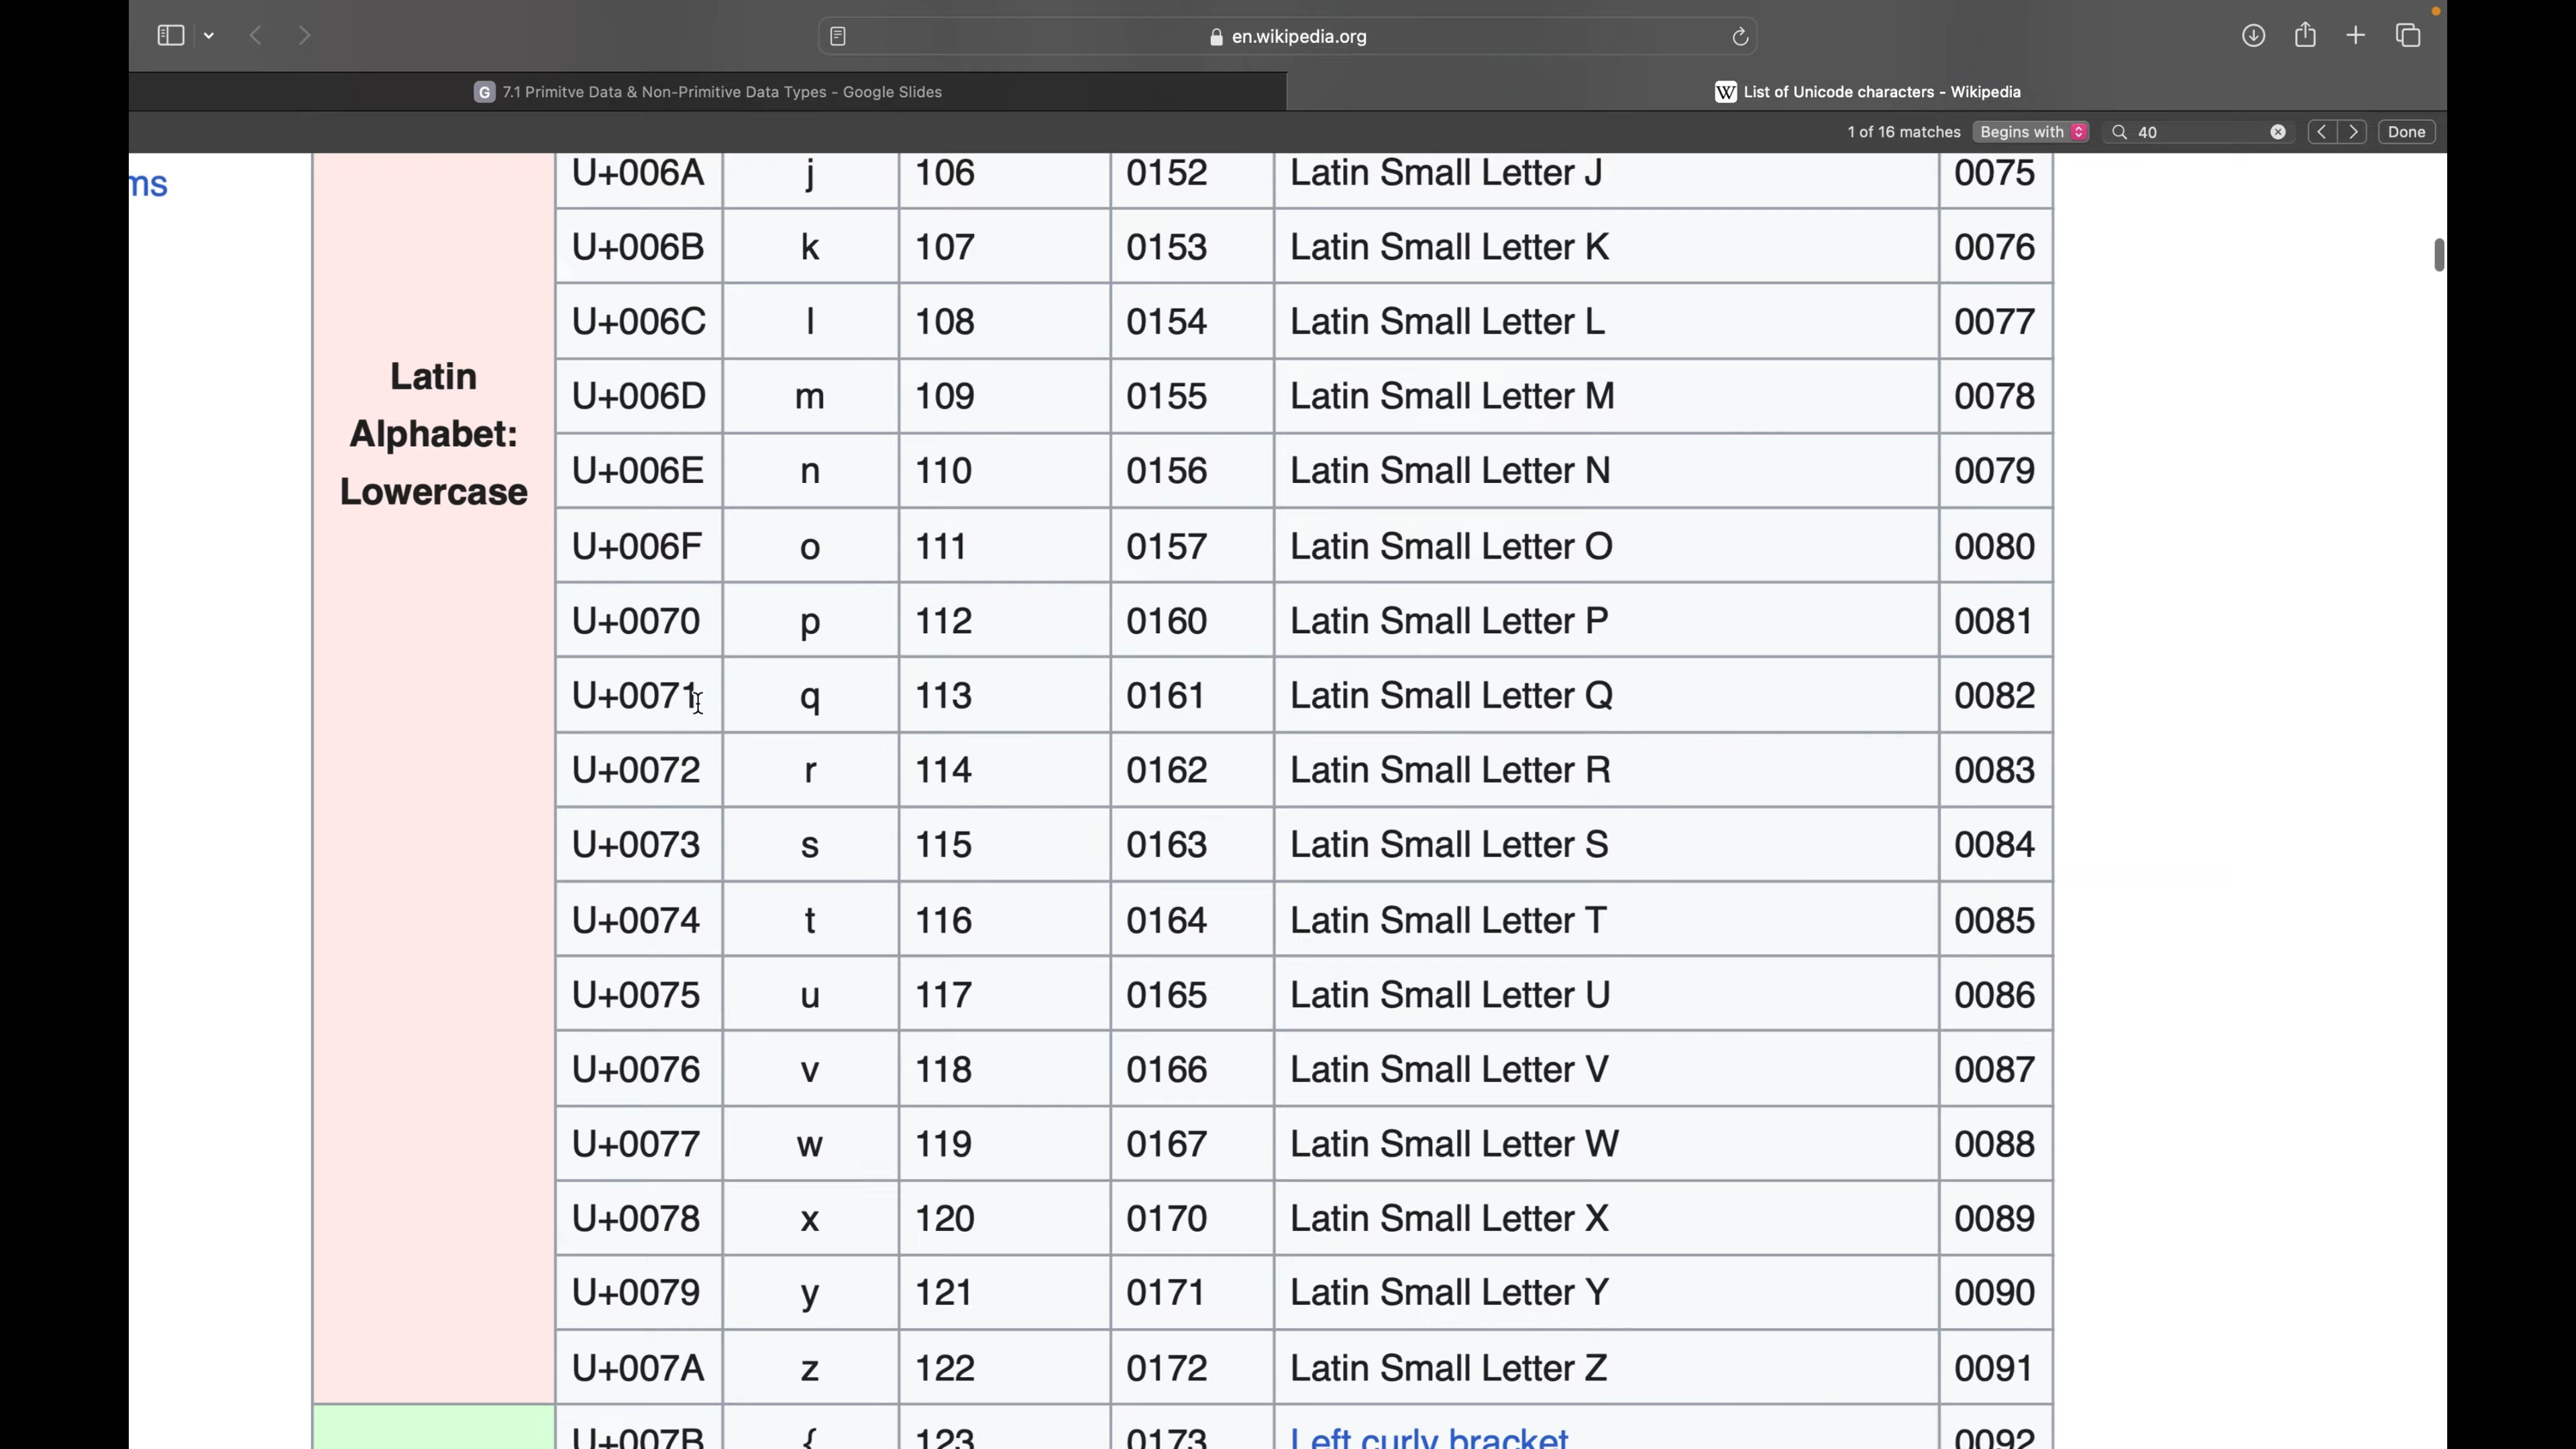 en.wikipedia.org
G 7.1 Primitve Data & Non-Primitive Data Types - Google Slides
W List of Unicode characters - Wikipedia
1 of 16 matches Begins with 40 Done
ms
Latin
Alphabet:
Lowercase
U+006A j 106 0152 Latin Small Letter J 0075
U+006B k 107 0153 Latin Small Letter K 0076
U+006C l 108 0154 Latin Small Letter L 0077
U+006D m 109 0155 Latin Small Letter M 0078
U+006E n 110 0156 Latin Small Letter N 0079
U+006F o 111 0157 Latin Small Letter O 0080
U+0070 p 112 0160 Latin Small Letter P 0081
U+0071 q 113 0161 Latin Small Letter Q 0082
U+0072 r 114 0162 Latin Small Letter R 0083
U+0073 s 115 0163 Latin Small Letter S 0084
U+0074 t 116 0164 Latin Small Letter T 0085
U+0075 u 117 0165 Latin Small Letter U 0086
U+0076 v 118 0166 Latin Small Letter V 0087
U+0077 w 119 0167 Latin Small Letter W 0088
U+0078 x 120 0170 Latin Small Letter X 0089
U+0079 y 121 0171 Latin Small Letter Y 0090
U+007A z 122 0172 Latin Small Letter Z 0091
U+007B { 123 0173 Left curly bracket 0092